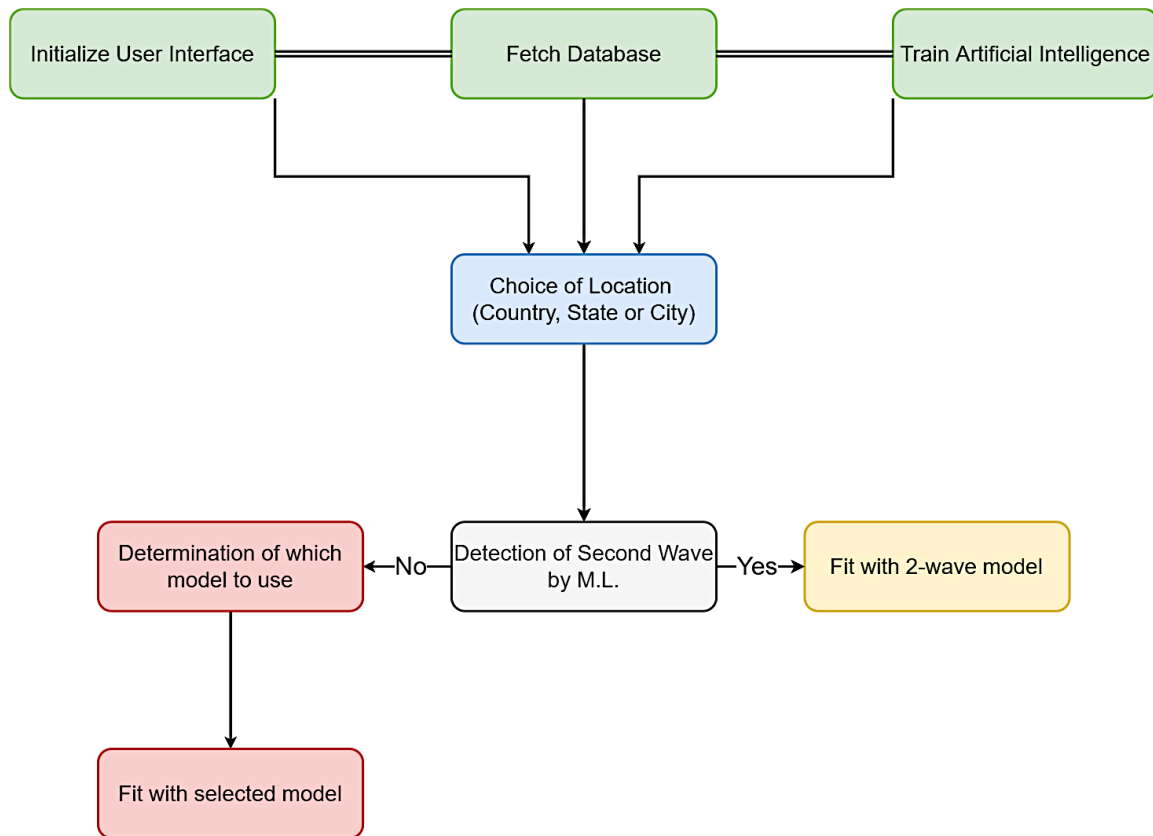 Initialize User Interface
Fetch Database
Train Artificial Intelligence
Choice of Location
(Country, State or City)
Determination of which
model to use
No
Detection of Second Wave
by M.L.
Yes
Fit with 2-wave model
Fit with selected model